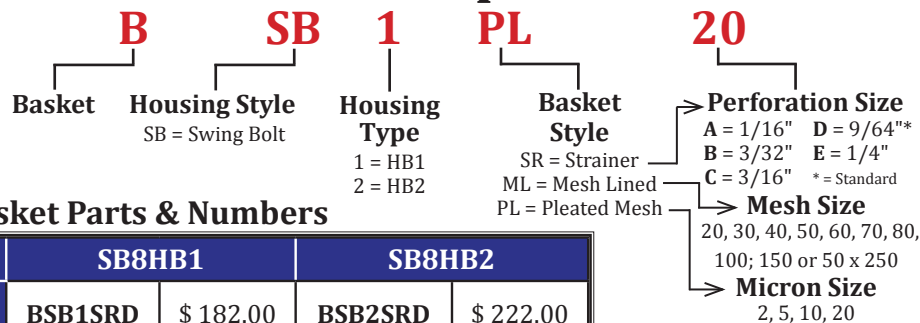 B SB 1 PL 20
Basket
Housing Style
SB = Swing Bolt
Housing
Type
1 = HB1
2 = HB2
Basket
Style
SR = Strainer
ML = Mesh Lined
PL = Pleated Mesh
Perforation Size
A = 1/16" D = 9/64"*
B = 3/32" E = 1/4"
C = 3/16" * = Standard
Mesh Size
20, 30, 40, 50, 60, 70, 80,
100; 150 or 50 x 250
Micron Size
2, 5, 10, 20
Parts & Numbers
SB8HB1 SB8HB2
BSB1SRD $ 182.00 BSB2SRD $ 222.00